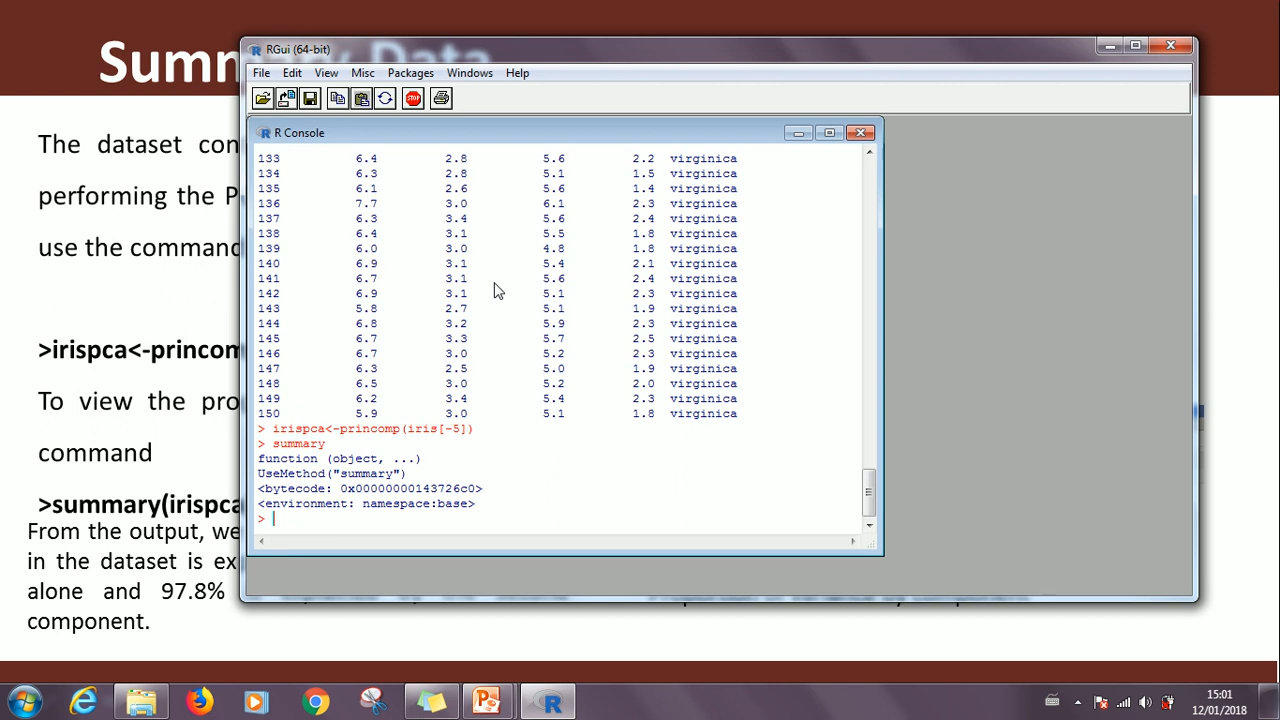 Summary Data
RGui (64-bit)
File Edit View Misc Packages Windows Help
STOP
R Console
The dataset con
performing the P
use the command
>irispca<-princom
To view the pro
command
>summary(irispca
From the output, we
in the dataset is ex
alone and 97.8%
component.
133 6.4 2.8 5.6 2.2 virginica
134 6.3 2.8 5.1 1.5 virginica
135 6.1 2.6 5.6 1.4 virginica
136 7.7 3.0 6.1 2.3 virginica
137 6.3 3.4 5.6 2.4 virginica
138 6.4 3.1 5.5 1.8 virginica
139 6.0 3.0 4.8 1.8 virginica
140 6.9 3.1 5.4 2.1 virginica
141 6.7 3.1 5.6 2.4 virginica
142 6.9 3.1 5.1 2.3 virginica
143 5.8 2.7 5.1 1.9 virginica
144 6.8 3.2 5.9 2.3 virginica
145 6.7 3.3 5.7 2.5 virginica
146 6.7 3.0 5.2 2.3 virginica
147 6.3 2.5 5.0 1.9 virginica
148 6.5 3.0 5.2 2.0 virginica
149 6.2 3.4 5.4 2.3 virginica
150 5.9 3.0 5.1 1.8 virginica
> irispca<-princomp(iris[-5])
> summary
function (object, ...)
UseMethod("summary")
<bytecode: 0x00000000143726c0>
<environment: namespace:base>
>
15:01
12/01/2018